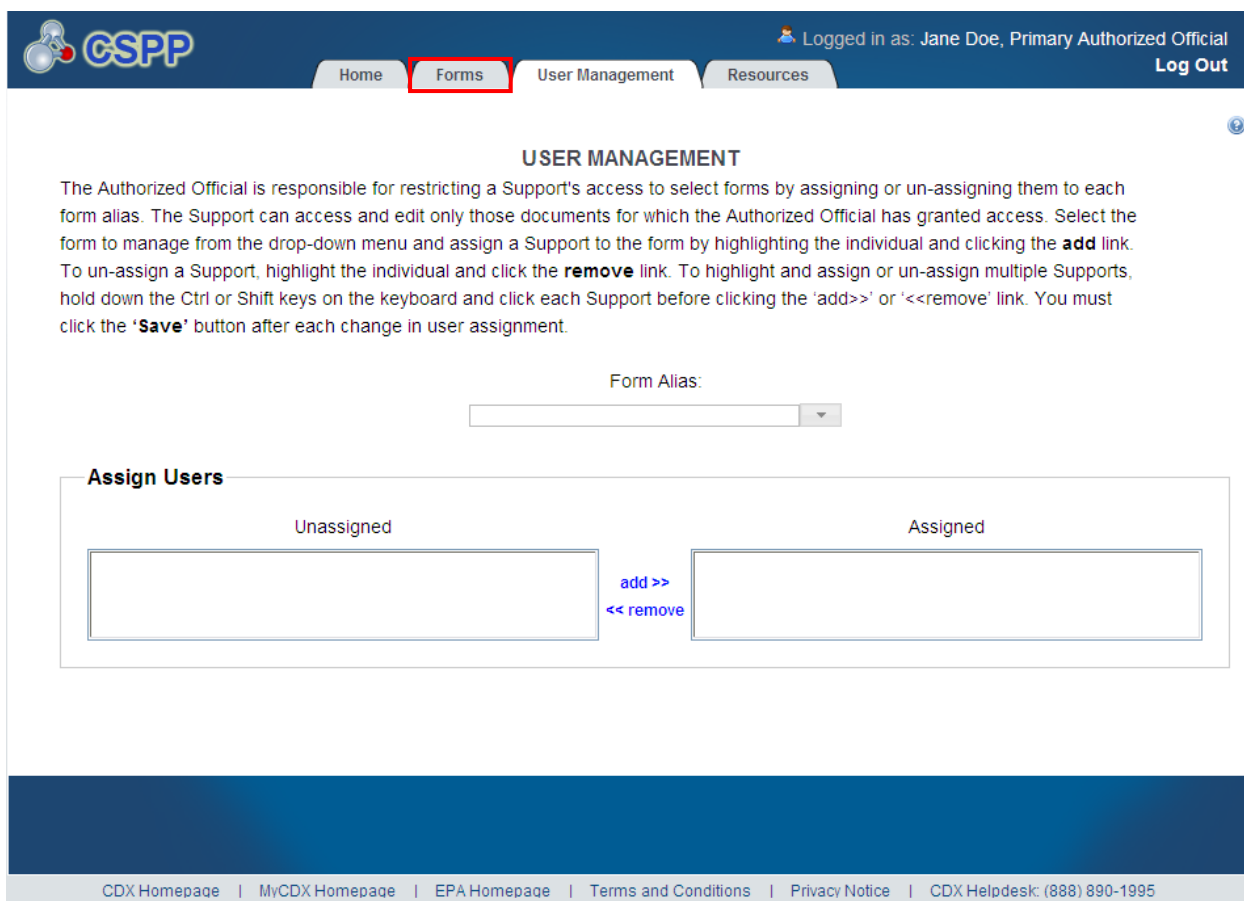 CSPP
Logged in as: Jane Doe, Primary Authorized Official
Log Out
Home Forms User Management Resources
USER MANAGEMENT
The Authorized Official is responsible for restricting a Support's access to select forms by assigning or un-assigning them to each
form alias. The Support can access and edit only those documents for which the Authorized Official has granted access. Select the
form to manage from the drop-down menu and assign a Support to the form by highlighting the individual and clicking the add link.
To un-assign a Support, highlight the individual and click the remove link. To highlight and assign or un-assign multiple Supports,
hold down the Ctrl or Shift keys on the keyboard and click each Support before clicking the 'add>>' or '<<remove' link. You must
click the 'Save' button after each change in user assignment.
Form Alias:
Assign Users
Unassigned Assigned
add >>
<< remove
CDX Homepage | MyCDX Homepage | EPA Homepage | Terms and Conditions | Privacy Notice | CDX Helpdesk: (888) 890-1995